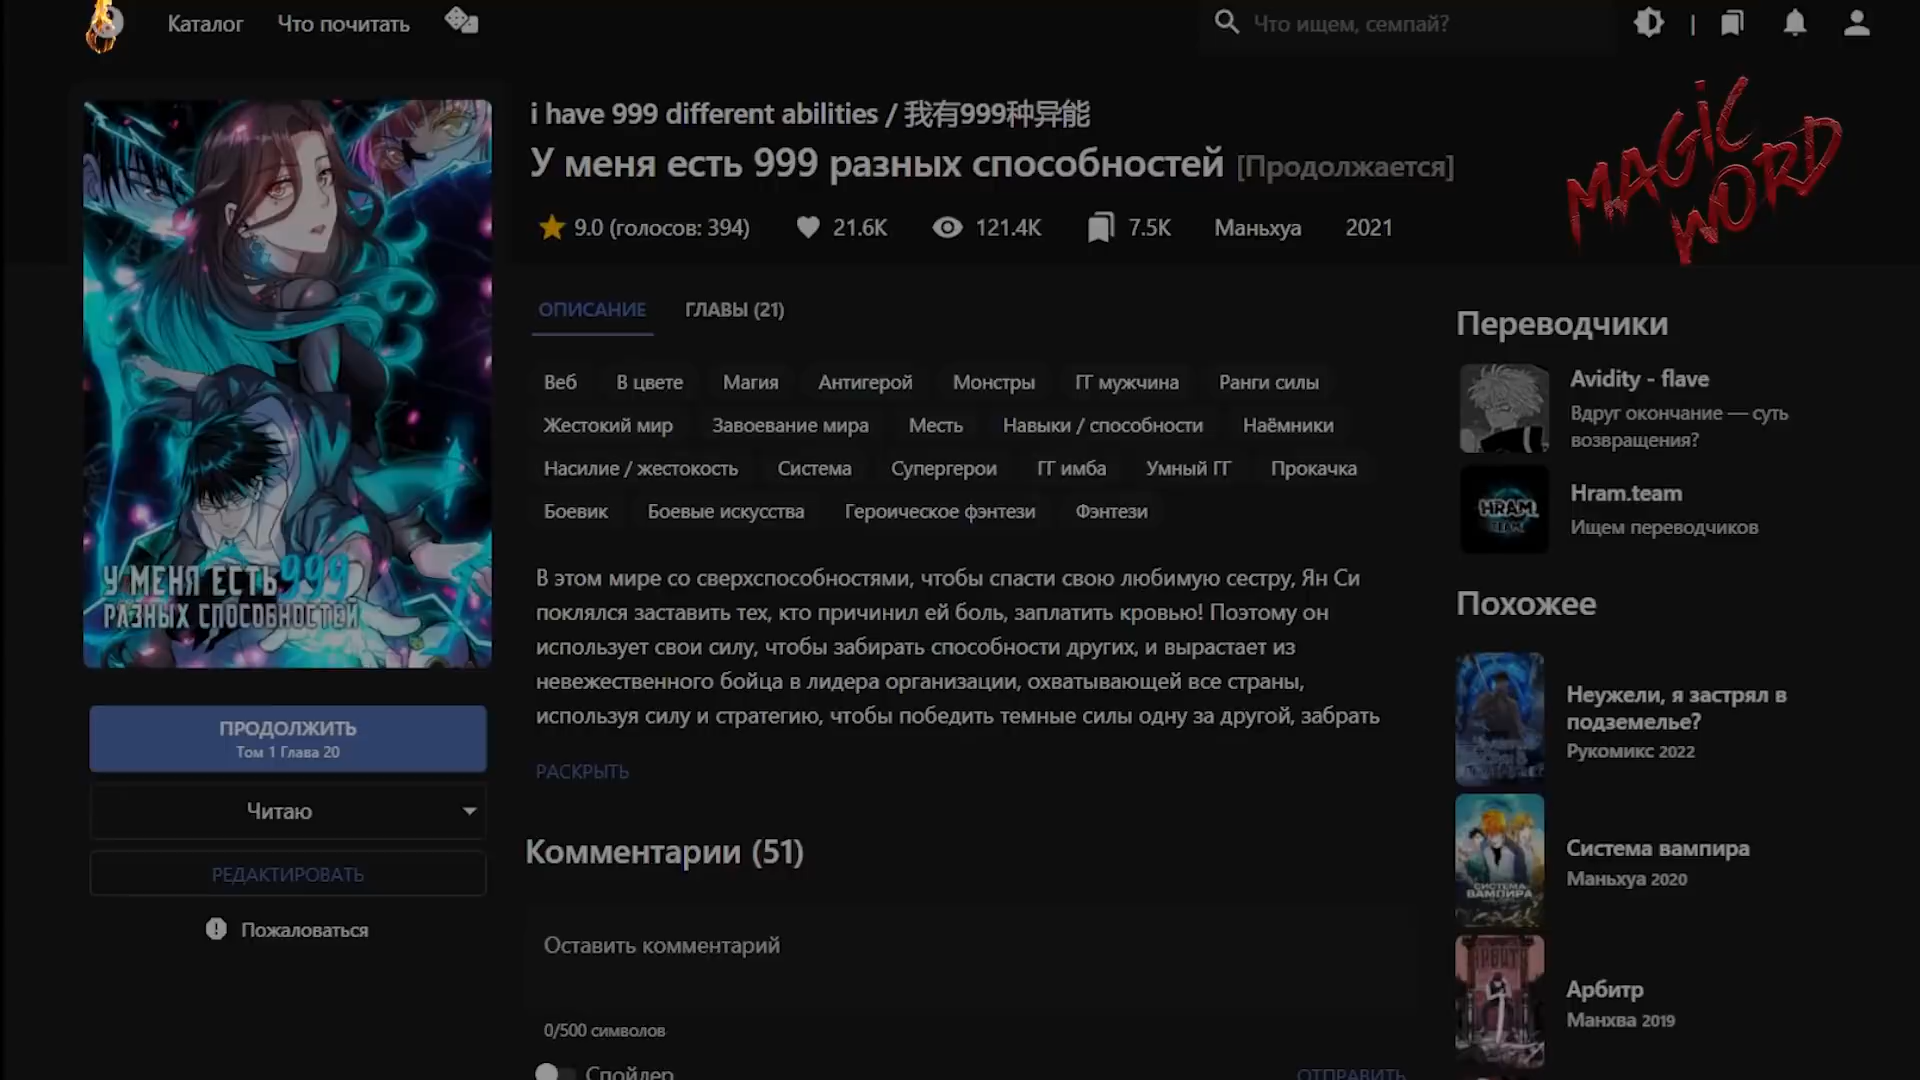 Каталог
Что почитать
Что ищем, семпай?
|
MAGIC
WORD
i have 999 different abilities / 我有999种异能
У меня есть 999 разных способностей [Продолжается]
9.0 (голосов: 394)
21.6K
121.4K
7.5K
Маньхуа
2021
У МЕНЯ ЕСТЬ 999
РАЗНЫХ СПОСОБНОСТЕЙ
ПРОДОЛЖИТЬ
Том 1 Глава 20
Читаю
РЕДАКТИРОВАТЬ
Пожаловаться
ОПИСАНИЕ
ГЛАВЫ (21)
Веб В цвете Магия Антигерой Монстры ГГ мужчина Ранги силы
Жестокий мир Завоевание мира Месть Навыки / способности Наёмники
Насилие / жестокость Система Супергерои ГГ имба Умный ГГ Прокачка
Боевик Боевые искусства Героическое фэнтези Фэнтези
В этом мире со сверхспособностями, чтобы спасти свою любимую сестру, Ян Си
поклялся заставить тех, кто причинил ей боль, заплатить кровью! Поэтому он
использует свои силу, чтобы забирать способности других, и вырастает из
невежественного бойца в лидера организации, охватывающей все страны,
используя силу и стратегию, чтобы победить темные силы одну за другой, забрать
РАСКРЫТЬ
Комментарии (51)
Оставить комментарий
0/500 символов
Спойлер
ОТПРАВИТЬ
Переводчики
Avidity - flave
Вдруг окончание — суть
возвращения?
HRAM
TEAM
Hram.team
Ищем переводчиков
Похожее
Неужели, я застрял в
подземелье?
Рукомикс 2022
СИСТЕМА
ВАМПИРА
Система вампира
Маньхуа 2020
АРБИТР
Арбитр
Манхва 2019